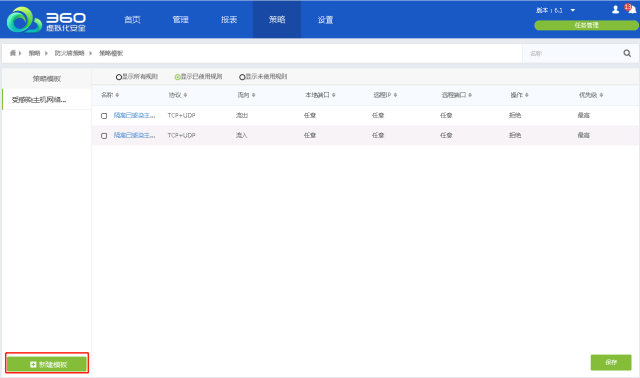 360
虚拟化安全
首页 管理 报表 策略 设置
版本：6.1
13
任务管理
策略 防火墙策略 策略模板
名称
策略模板
显示所有规则 显示已使用规则 显示未使用规则
受感染主机网络...
名称 协议 流向 本地端口 远程IP 远程端口 操作 优先级
隔离已感染主... TCP+UDP 流出 任意 任意 任意 拒绝 最高
隔离已感染主... TCP+UDP 流入 任意 任意 任意 拒绝 最高
新建模板
保存